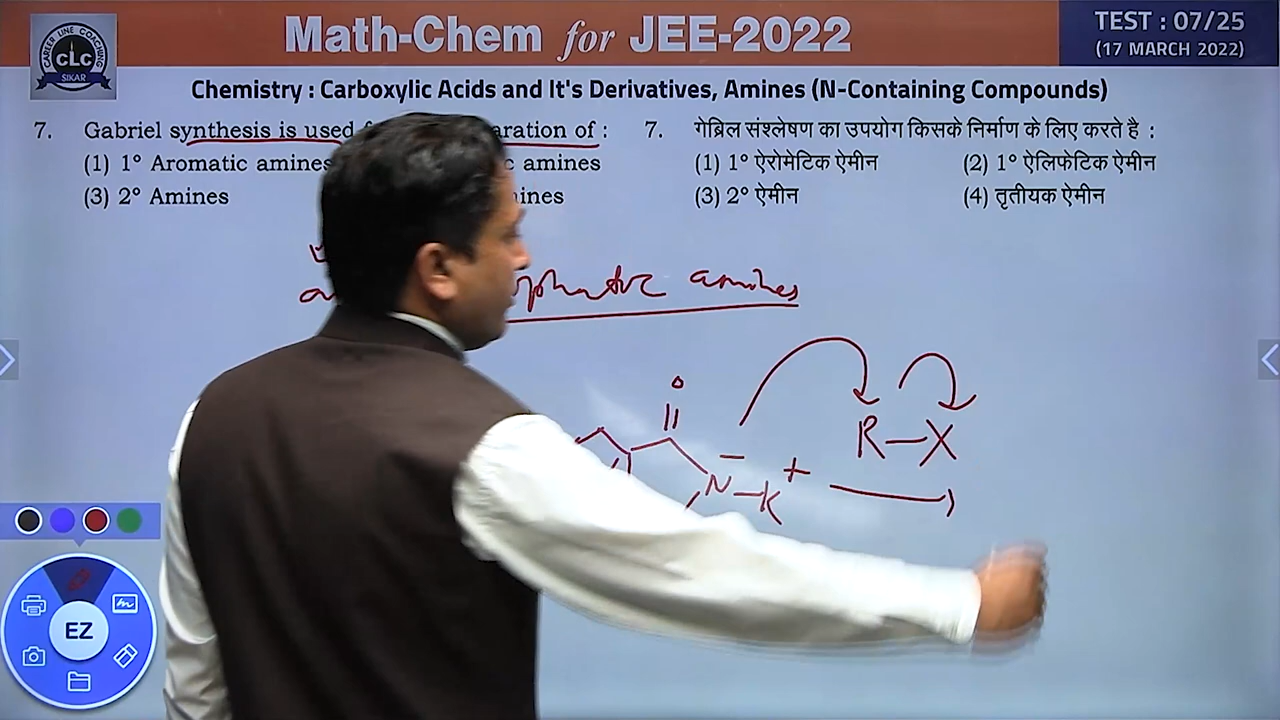 CAREER LINE COACHING
CLC
SIKAR
Math-Chem for JEE-2022
TEST : 07/25
(17 MARCH 2022)
Chemistry : Carboxylic Acids and It's Derivatives, Amines (N-Containing Compounds)
7. Gabriel synthesis is used of :
(1) 1° Aromatic amines amines
(3) 2° Amines
7. गेब्रिल संश्लेषण का उपयोग किसके निर्माण के लिए करते है :
(1) 1° ऐरोमेटिक ऐमीन (2) 1° ऐलिफेटिक ऐमीन
(3) 2° ऐमीन (4) तृतीयक ऐमीन
amines
O
R—X
N—K +
EZ